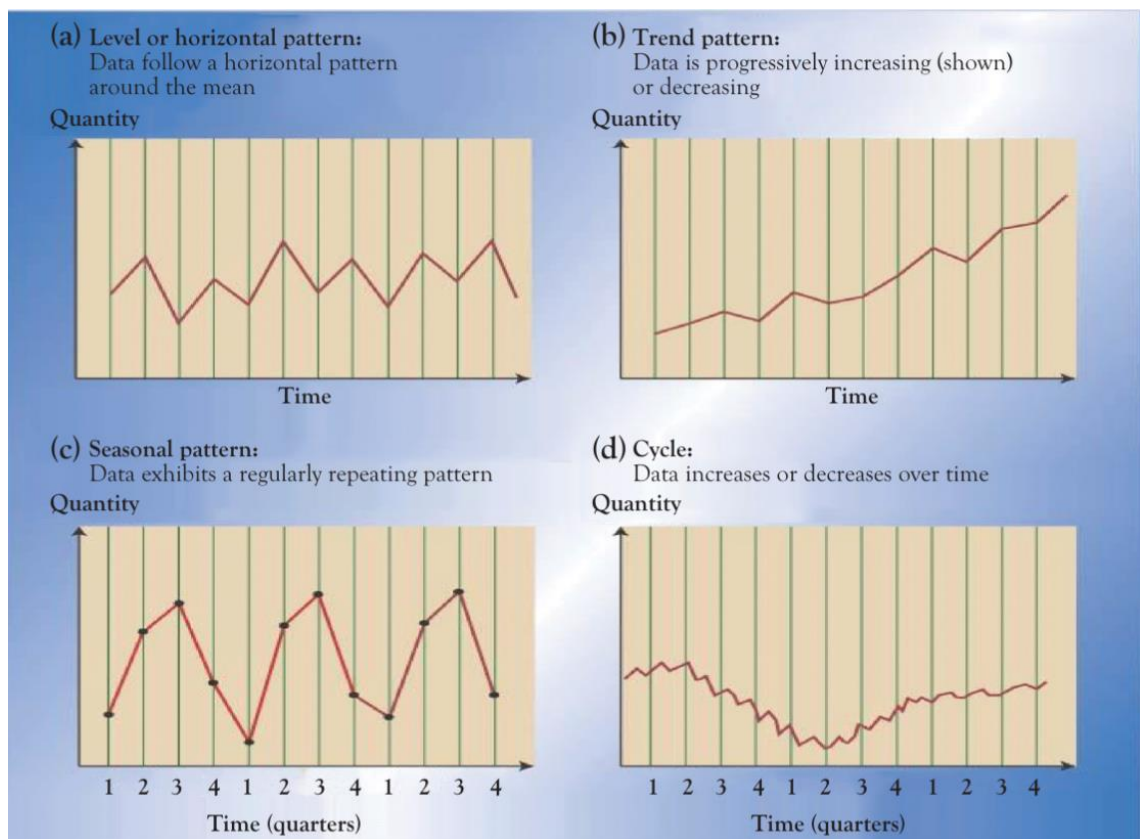 (a) Level or horizontal pattern:
Data follow a horizontal pattern
around the mean
Quantity
Time
(b) Trend pattern:
Data is progressively increasing (shown)
or decreasing
Quantity
Time
(c) Seasonal pattern:
Data exhibits a regularly repeating pattern
Quantity
1 2 3 4 1 2 3 4 1 2 3 4
Time (quarters)
(d) Cycle:
Data increases or decreases over time
Quantity
1 2 3 4 1 2 3 4 1 2 3 4
Time (quarters)